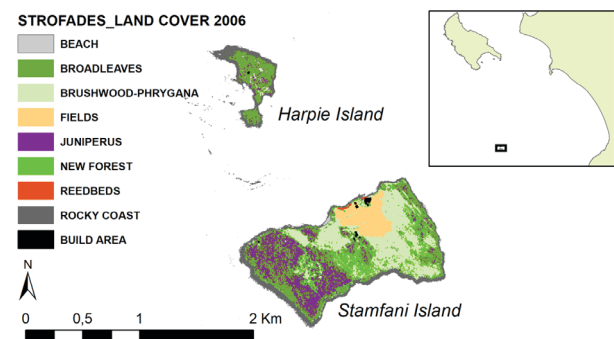 STROFADES_LAND COVER 2006
BEACH
BROADLEAVES
BRUSHWOOD-PHRYGANA
FIELDS
JUNIPERUS
NEW FOREST
REEDBEDS
ROCKY COAST
BUILD AREA
Harpie Island
Stamfani Island
N
0 0,5 1 2 Km